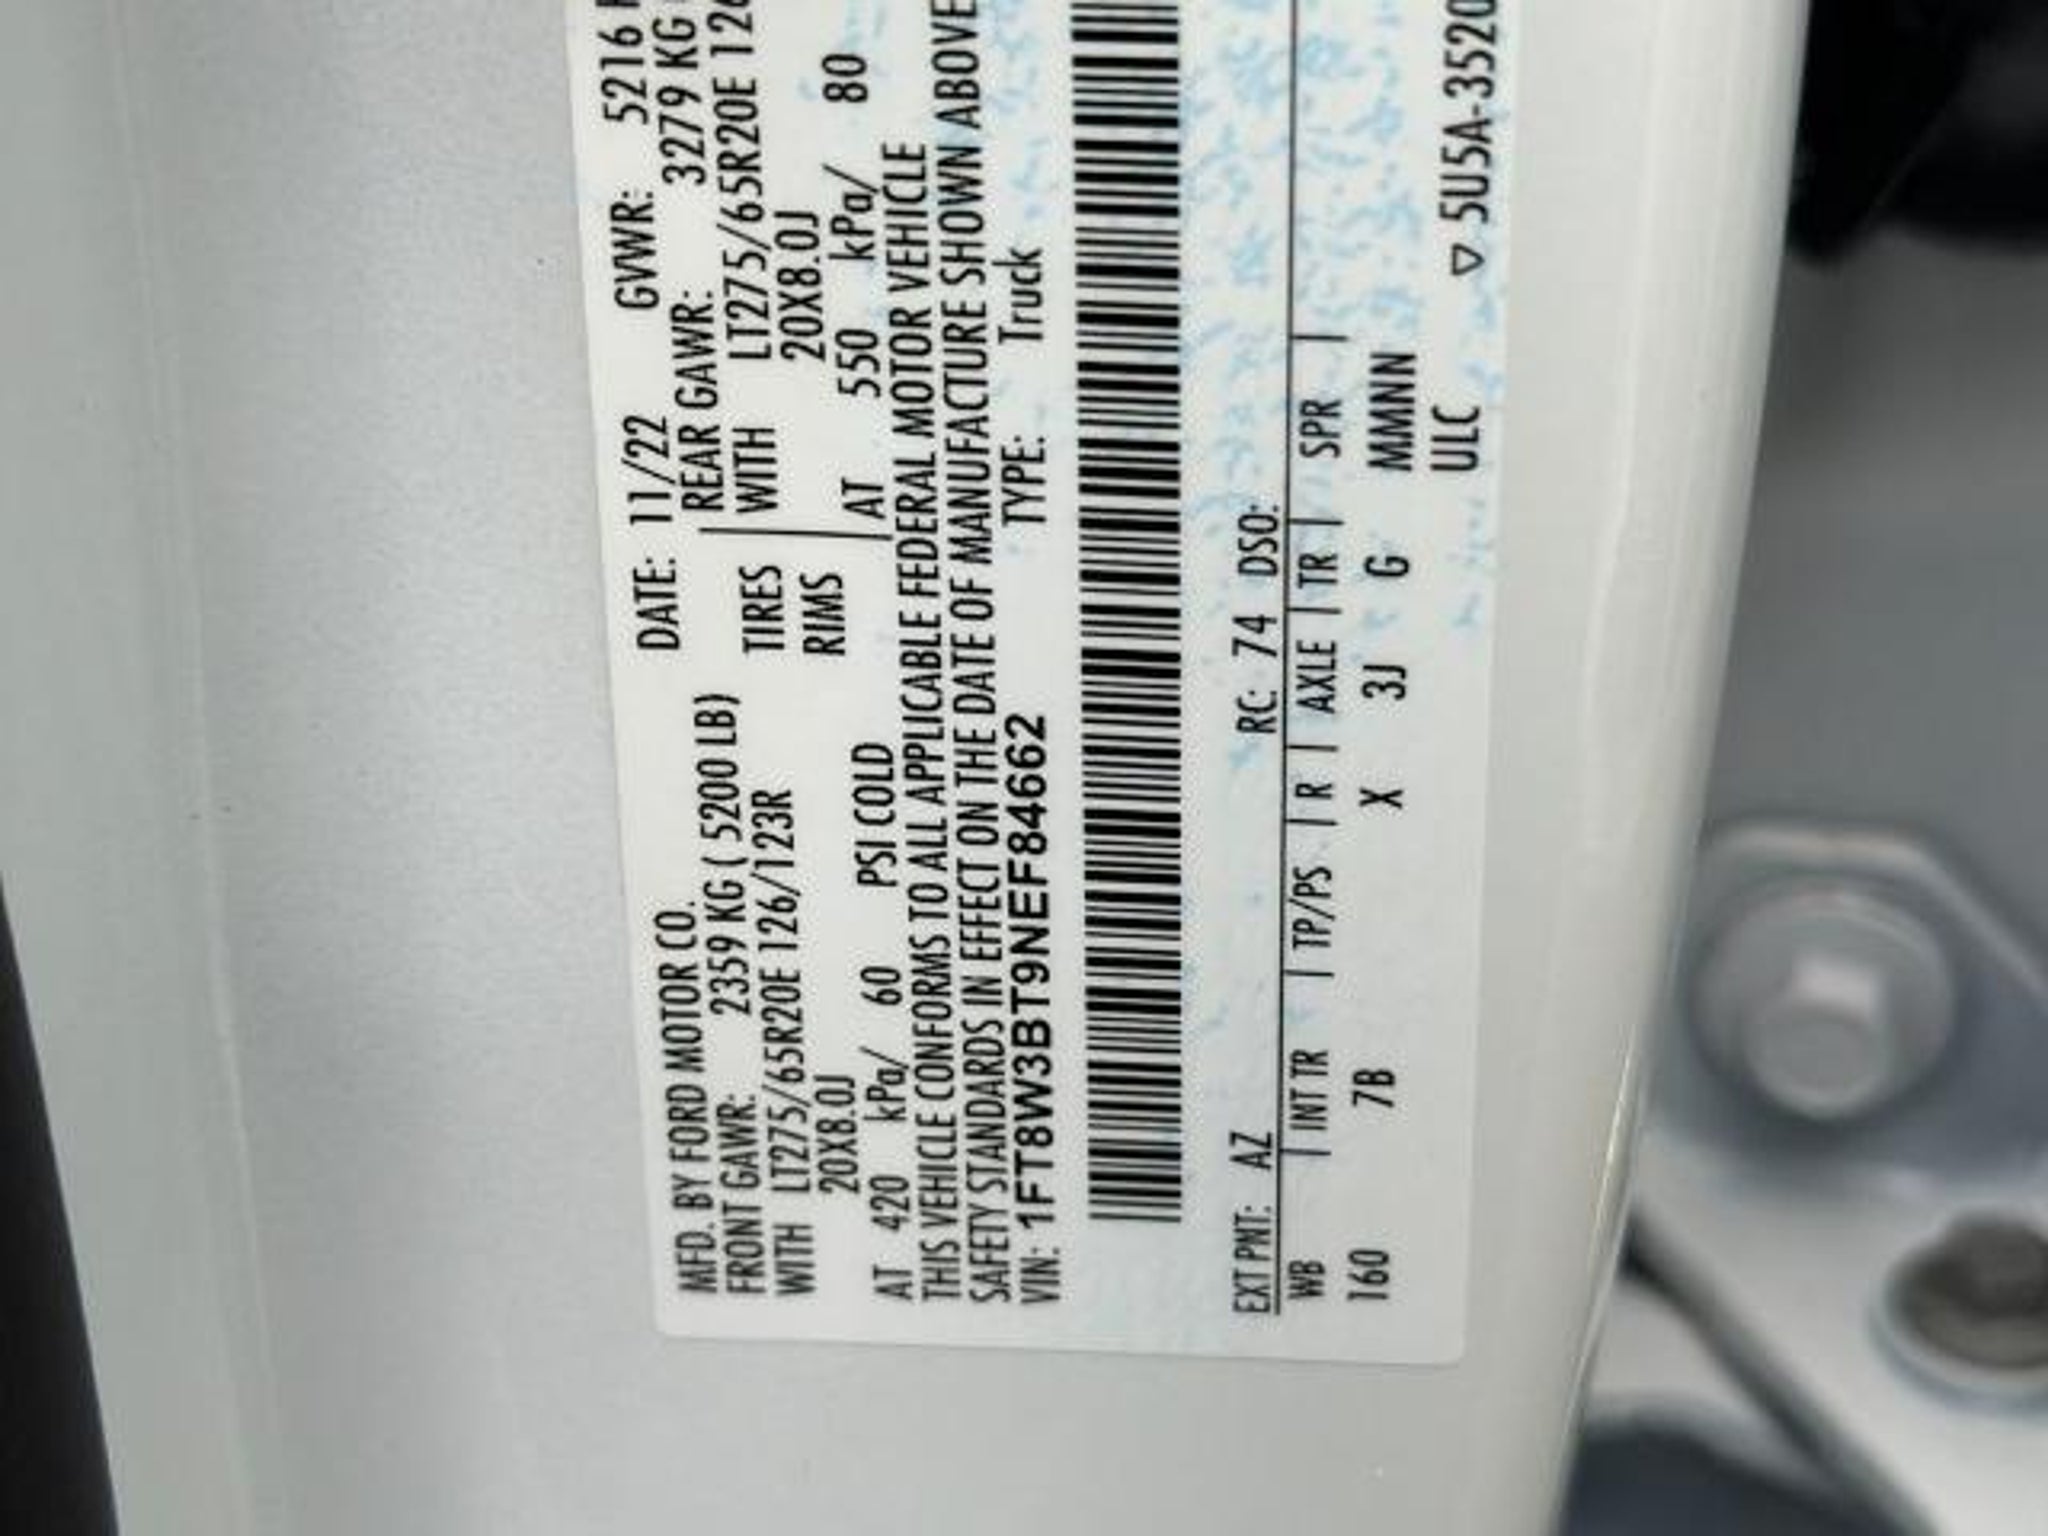 MFD. BY FORD MOTOR CO. DATE: 11/22 GVWR: 5216
FRONT GAWR: 2359 KG ( 5200 LB) REAR GAWR: 3279 KG
WITH LT275/65R20E 126/123R TIRES WITH LT275/65R20E 126
20X8.0J RIMS 20X8.0J
AT 420 kPa/ 60 PSI COLD AT 550 kPa/ 80
THIS VEHICLE CONFORMS TO ALL APPLICABLE FEDERAL MOTOR VEHICLE
SAFETY STANDARDS IN EFFECT ON THE DATE OF MANUFACTURE SHOWN ABOVE
VIN: 1FT8W3BT9NEF84662 TYPE: Truck
EXT PNT: AZ RC: 74 DSO:
WB | INT TR | TP/PS | R | AXLE | TR | SPR |
160 7B X 3J G MMNN
ULC ▽ 5U5A-3520